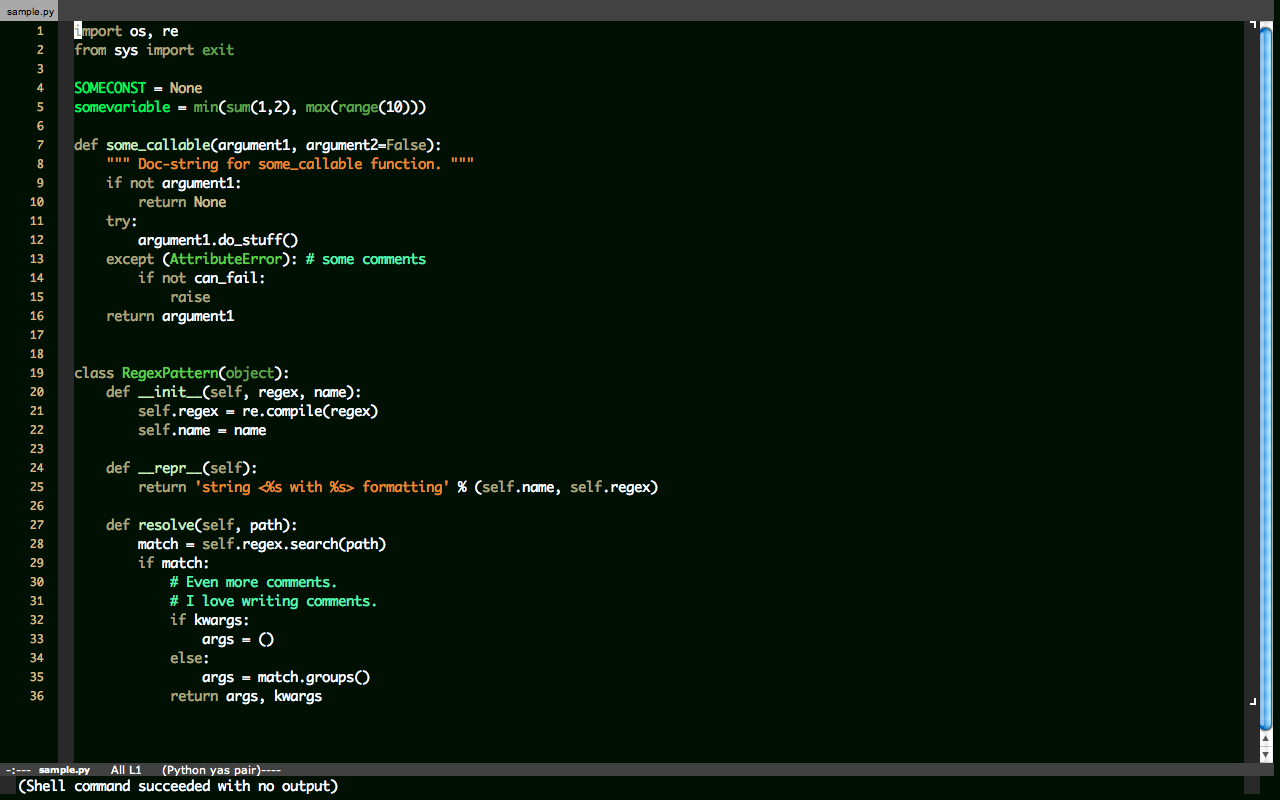 sample.py
1 import os, re
2 from sys import exit
3
4 SOMECONST = None
5 somevariable = min(sum(1,2), max(range(10)))
6
7 def some_callable(argument1, argument2=False):
8     """ Doc-string for some_callable function. """
9     if not argument1:
10         return None
11     try:
12         argument1.do_stuff()
13     except (AttributeError): # some comments
14         if not can_fail:
15             raise
16     return argument1
17
18
19 class RegexPattern(object):
20     def __init__(self, regex, name):
21         self.regex = re.compile(regex)
22         self.name = name
23
24     def __repr__(self):
25         return 'string <%s with %s> formatting' % (self.name, self.regex)
26
27     def resolve(self, path):
28         match = self.regex.search(path)
29         if match:
30             # Even more comments.
31             # I love writing comments.
32             if kwargs:
33                 args = ()
34             else:
35                 args = match.groups()
36             return args, kwargs
-:--- sample.py All L1 (Python yas pair)----
(Shell command succeeded with no output)